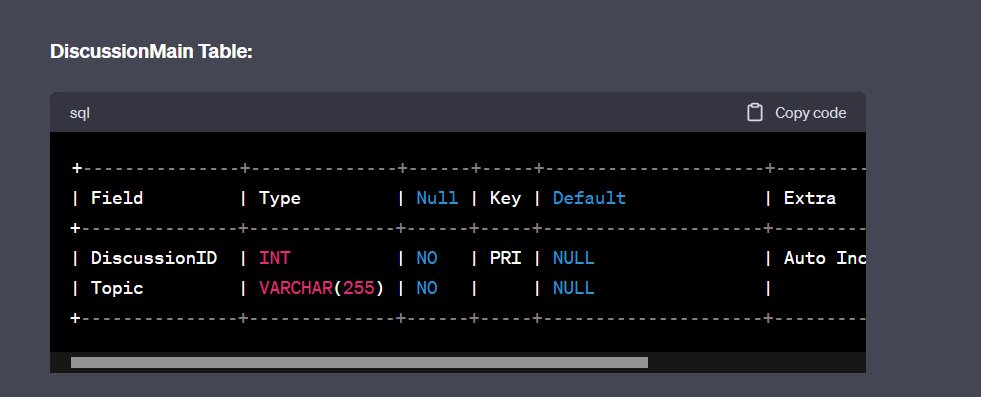 DiscussionMain Table:
sql Copy code
+---------------+--------------+------+-----+---------------------+---------
| Field         | Type         | Null | Key | Default             | Extra
+---------------+--------------+------+-----+---------------------+---------
| DiscussionID  | INT          | NO   | PRI | NULL                | Auto Inc
| Topic         | VARCHAR(255) | NO   |     | NULL                |
+---------------+--------------+------+-----+---------------------+---------